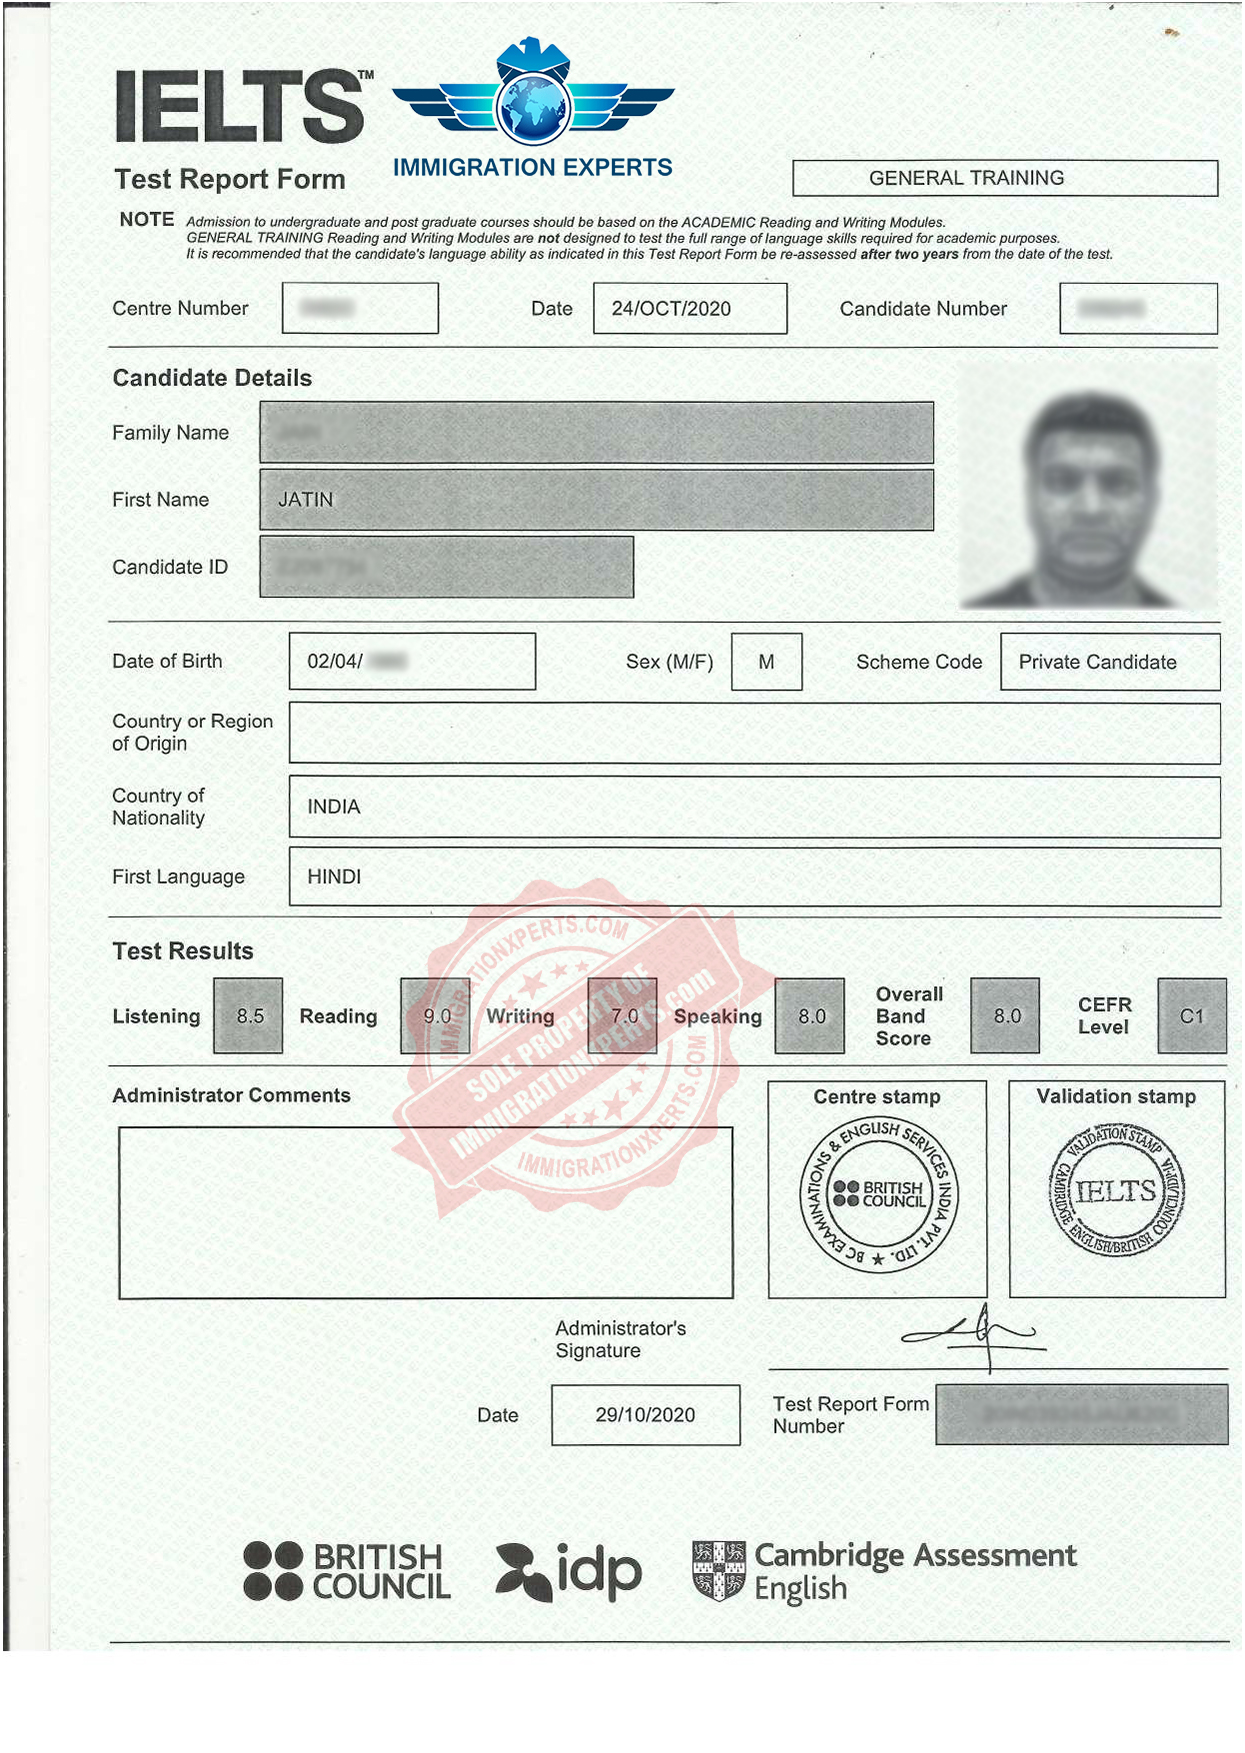 IELTS™
IMMIGRATION EXPERTS
Test Report Form
GENERAL TRAINING
NOTE Admission to undergraduate and post graduate courses should be based on the ACADEMIC Reading and Writing Modules.
GENERAL TRAINING Reading and Writing Modules are not designed to test the full range of language skills required for academic purposes.
It is recommended that the candidate's language ability as indicated in this Test Report Form be re-assessed after two years from the date of the test.
Centre Number Date 24/OCT/2020 Candidate Number
Candidate Details
Family Name
First Name JATIN
Candidate ID
Date of Birth 02/04/ Sex (M/F) M Scheme Code Private Candidate
Country or Region
of Origin
Country of
Nationality INDIA
First Language HINDI
Test Results
Listening 8.5 Reading 9.0 Writing 7.0 Speaking 8.0 Overall Band Score 8.0 CEFR Level C1
IMMIGRATIONXPERTS.COM
SOLE PROPERTY OF
IMMIGRATIONXPERTS.com
IMMIGRATIONXPERTS.COM
Administrator Comments
Centre stamp
BC EXAMINATIONS & ENGLISH SERVICES INDIA PVT. LTD. ★
BRITISH
COUNCIL
Validation stamp
VALIDATION STAMP
IELTS
CAMBRIDGE ENGLISH/BRITISH COUNCIL/IDP:IA
Administrator's
Signature
Date 29/10/2020
Test Report Form
Number
BRITISH
COUNCIL
idp
Cambridge Assessment
English